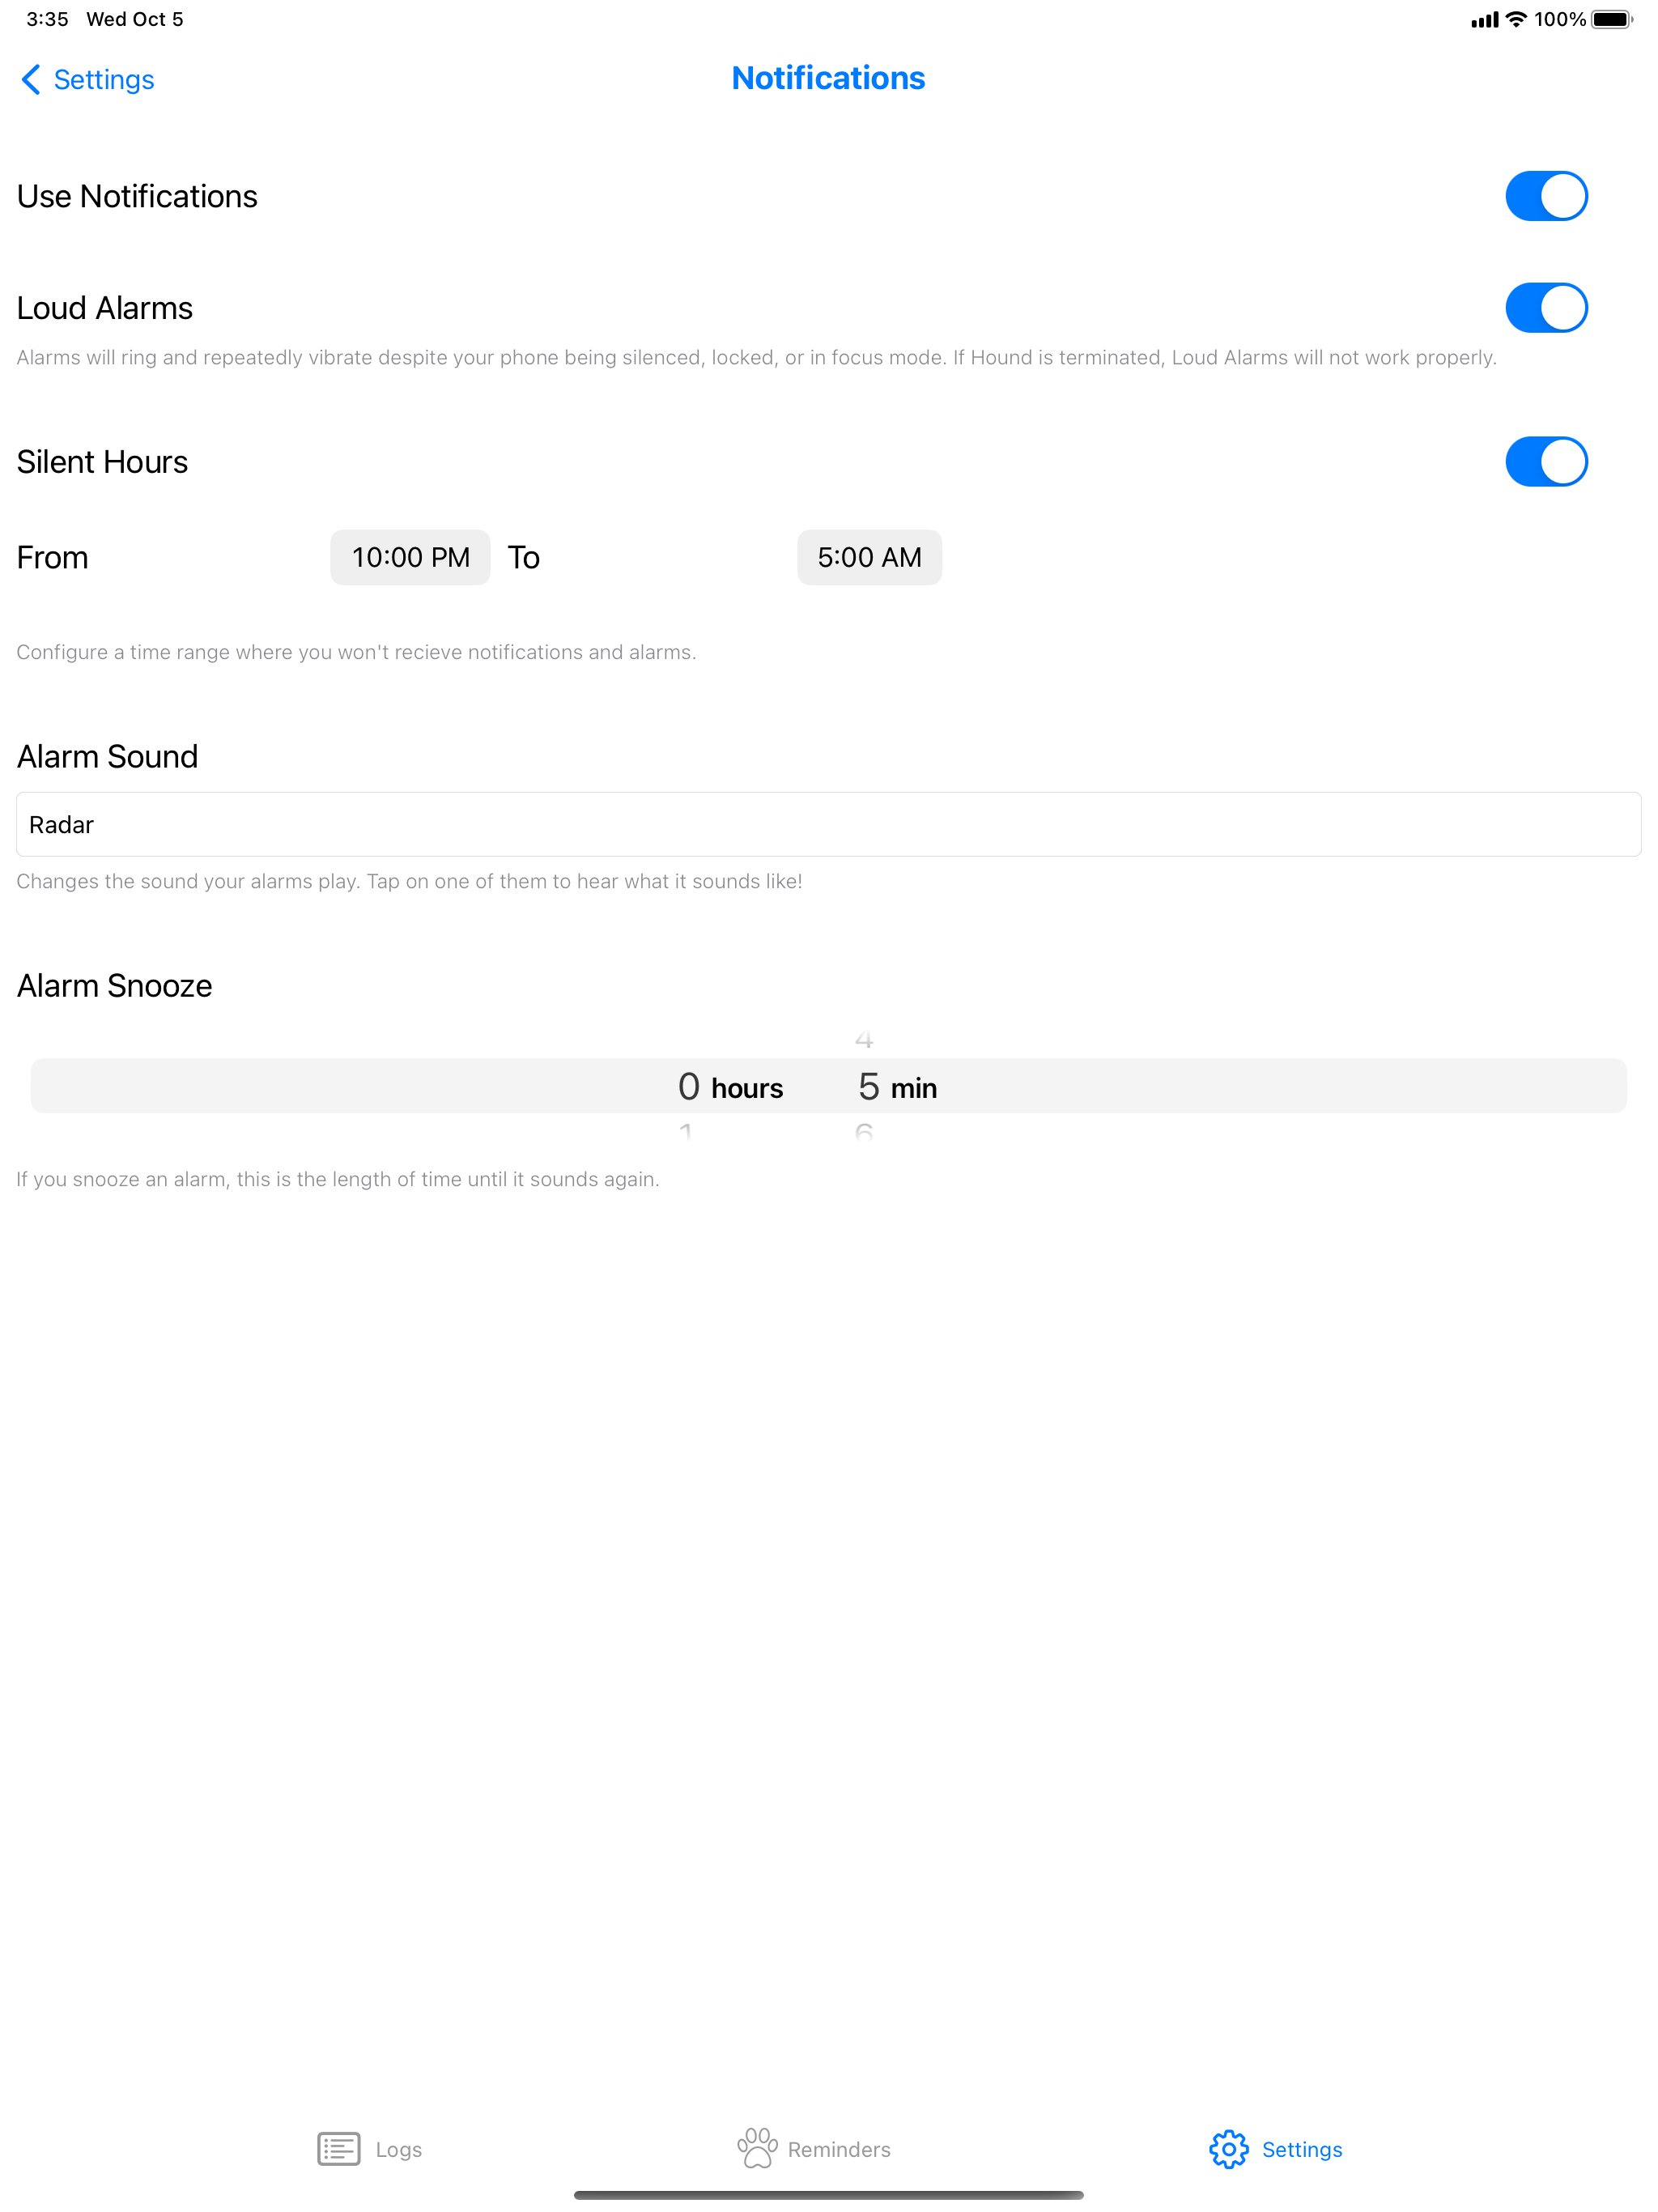 3:35 Wed Oct 5 100%
Settings Notifications
Use Notifications
Loud Alarms
Alarms will ring and repeatedly vibrate despite your phone being silenced, locked, or in focus mode. If Hound is terminated, Loud Alarms will not work properly.
Silent Hours
From 10:00 PM To 5:00 AM
Configure a time range where you won't recieve notifications and alarms.
Alarm Sound
Radar
Changes the sound your alarms play. Tap on one of them to hear what it sounds like!
Alarm Snooze
4
0 hours 5 min
1 6
If you snooze an alarm, this is the length of time until it sounds again.
Logs Reminders Settings